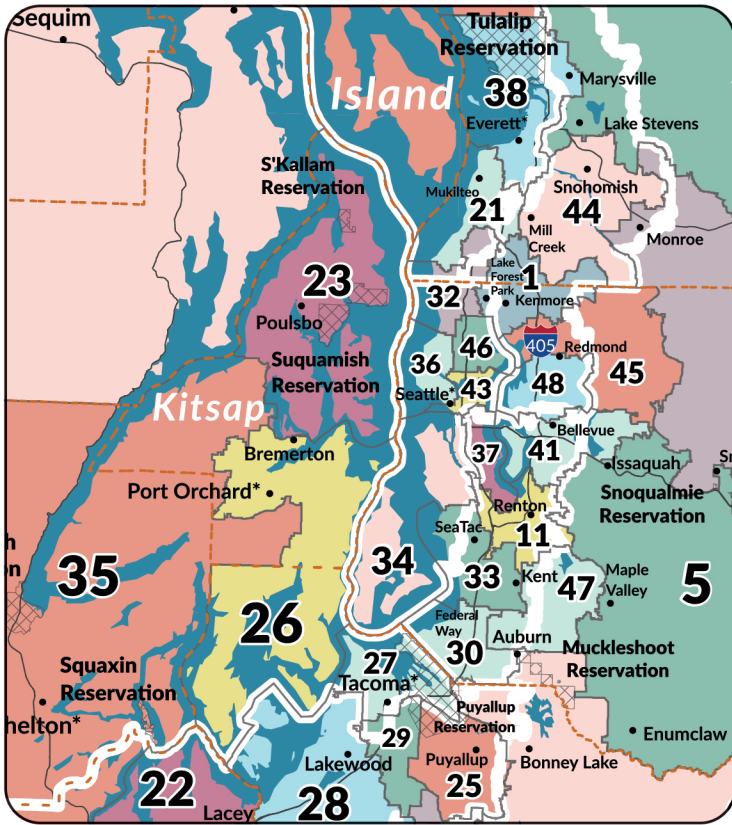 Sequim
Tulalip
Reservation
Island
38
Marysville
Everett*
Lake Stevens
S'Kallam
Reservation
Mukilteo
21
Snohomish
44
Mill
Creek
Monroe
23
Lake
Forest
Park
1
32
Kenmore
Poulsbo
405
Redmond
46
45
36
Suquamish
Reservation
48
43
Seattle*
Kitsap
Bellevue
Bremerton
37
41
Issaquah
Port Orchard*
Snoqualmie
Reservation
Renton
SeaTac
11
35
34
33
Kent
47
Maple
Valley
5
26
Federal
Way
30
Auburn
Muckleshoot
Reservation
27
Tacoma*
Squaxin
Reservation
helton*
Puyallup
Reservation
29
Enumclaw
Lakewood
Puyallup
Bonney Lake
25
22
Lacey
28